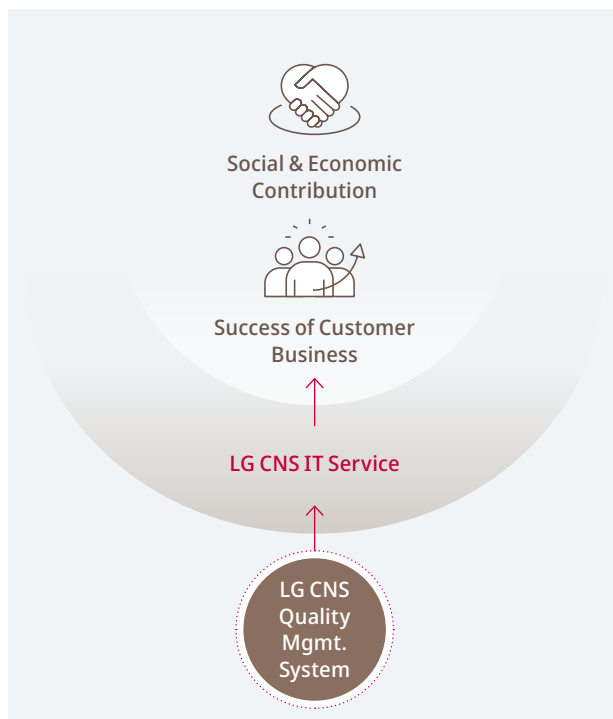 Social & Economic
Contribution
Success of Customer
Business
LG CNS IT Service
LG CNS
Quality
Mgmt.
System